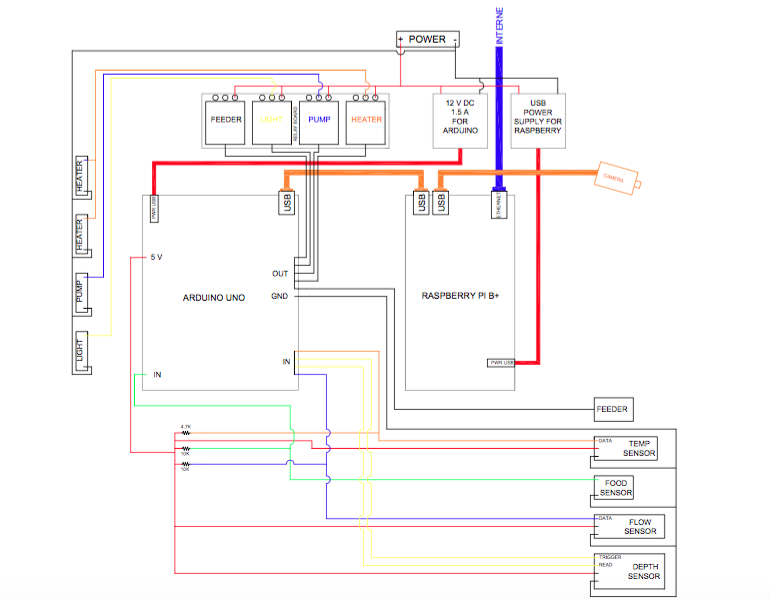 INTERNE
+ POWER -
FEEDER
LIGHT
RELAY BOARD
PUMP
HEATER
12 V DC
1.5 A
FOR
ARDUINO
USB
POWER
SUPPLY FOR
RASPBERRY
HEATER
HEATER
PUMP
LIGHT
CAMERA
PWR USB
USB
USB
USB
ETHERNET
5 V
OUT
GND
ARDUINO UNO
RASPBERRY PI B+
IN
IN
PWR USB
4.7K
10K
10K
FEEDER
DATA
TEMP
SENSOR
FOOD
SENSOR
DATA
FLOW
SENSOR
TRIGGER
READ
DEPTH
SENSOR